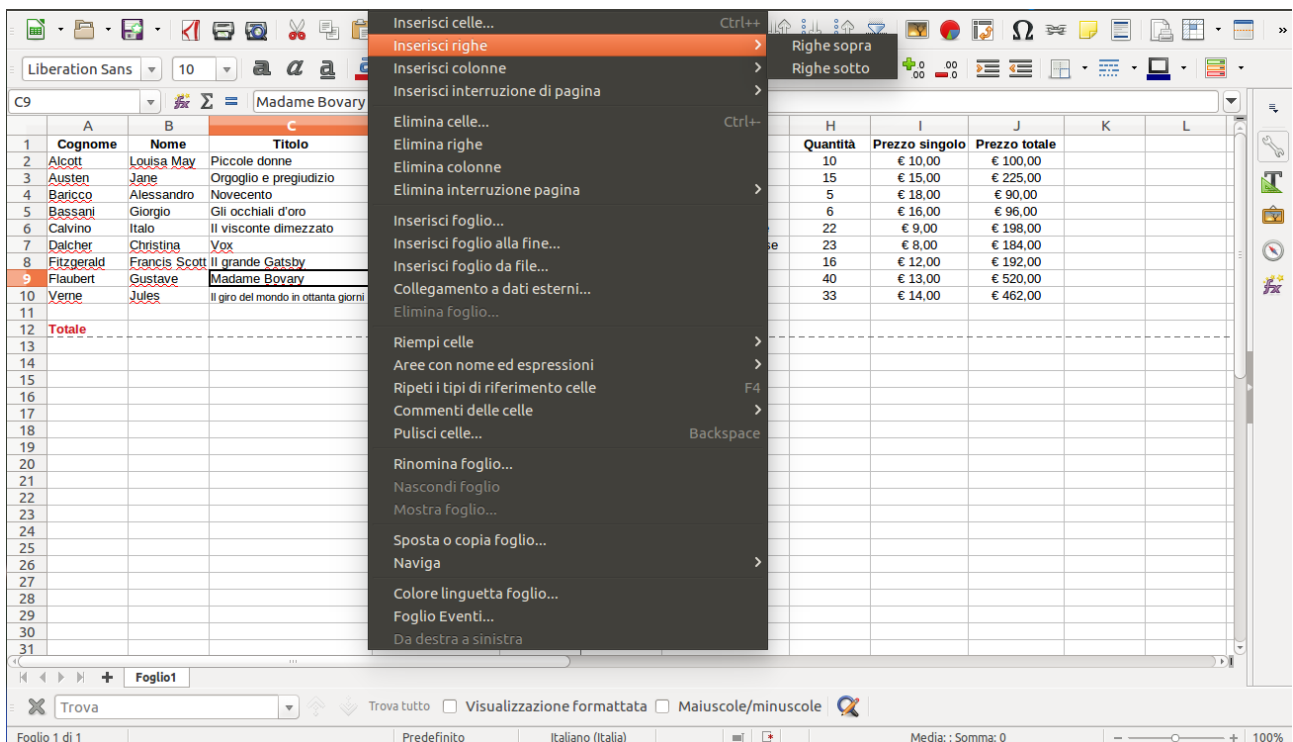 Inserisci celle... Ctrl++
Inserisci righe
Righe sopra
Inserisci colonne
Righe sotto
Inserisci interruzione di pagina
Elimina celle... Ctrl+-
Elimina righe
Elimina colonne
Elimina interruzione pagina
Inserisci foglio...
Inserisci foglio alla fine...
Inserisci foglio da file...
Collegamento a dati esterni...
Elimina foglio...
Riempi celle
Aree con nome ed espressioni
Ripeti i tipi di riferimento celle F4
Commenti delle celle
Pulisci celle... Backspace
Rinomina foglio...
Nascondi foglio
Mostra foglio...
Sposta o copia foglio...
Naviga
Colore linguetta foglio...
Foglio Eventi...
Da destra a sinistra
Liberation Sans 10
C9 Madame Bovary
A B C H I J K L
1 Cognome Nome Titolo Quantità Prezzo singolo Prezzo totale
2 Alcott Louisa May Piccole donne 10 € 10,00 € 100,00
3 Austen Jane Orgoglio e pregiudizio 15 € 15,00 € 225,00
4 Baricco Alessandro Novecento 5 € 18,00 € 90,00
5 Bassani Giorgio Gli occhiali d'oro 6 € 16,00 € 96,00
6 Calvino Italo Il visconte dimezzato 22 € 9,00 € 198,00
7 Dalcher Christina Vox se 23 € 8,00 € 184,00
8 Fitzgerald Francis Scott Il grande Gatsby 16 € 12,00 € 192,00
9 Flaubert Gustave Madame Bovary 40 € 13,00 € 520,00
10 Verne Jules Il giro del mondo in ottanta giorni 33 € 14,00 € 462,00
11
12 Totale
13
14
15
16
17
18
19
20
21
22
23
24
25
26
27
28
29
30
31
Foglio1
Trova Trova tutto Visualizzazione formattata Maiuscole/minuscole
Foglio 1 di 1 Predefinito Italiano (Italia) Media: ; Somma: 0 100%